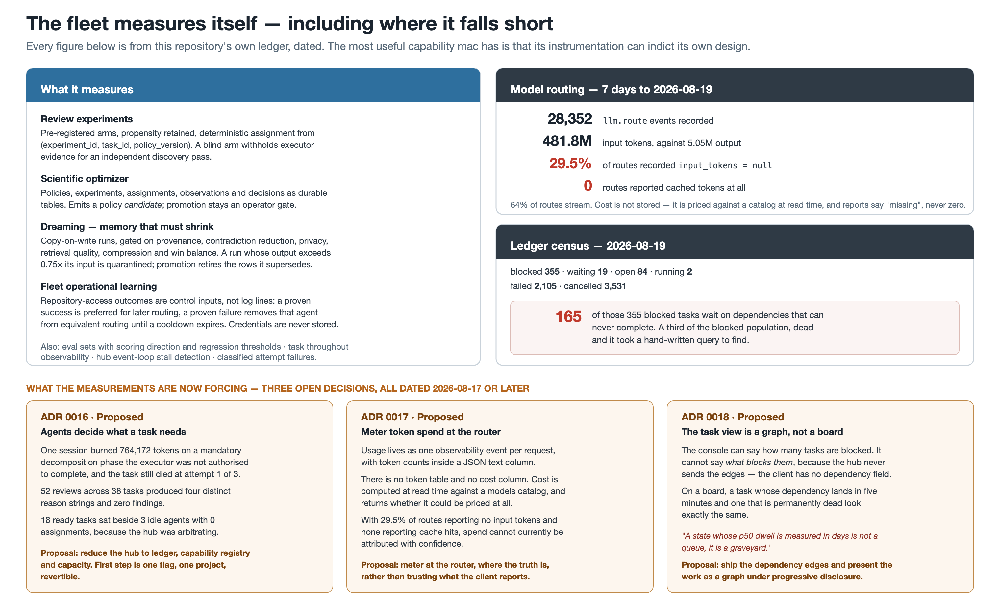 The fleet measures itself — including where it falls short
Every figure below is from this repository's own ledger, dated. The most useful capability mac has is that its instrumentation can indict its own design.
What it measures
Review experiments
Pre-registered arms, propensity retained, deterministic assignment from
(experiment_id, task_id, policy_version). A blind arm withholds executor
evidence for an independent discovery pass.
Scientific optimizer
Policies, experiments, assignments, observations and decisions as durable
tables. Emits a policy candidate; promotion stays an operator gate.
Dreaming — memory that must shrink
Copy-on-write runs, gated on provenance, contradiction reduction, privacy,
retrieval quality, compression and win balance. A run whose output exceeds
0.75× its input is quarantined; promotion retires the rows it supersedes.
Fleet operational learning
Repository-access outcomes are control inputs, not log lines: a proven
success is preferred for later routing, a proven failure removes that agent
from equivalent routing until a cooldown expires. Credentials are never stored.
Also: eval sets with scoring direction and regression thresholds · task throughput
observability · hub event-loop stall detection · classified attempt failures.
Model routing — 7 days to 2026-08-19
28,352 llm.route events recorded
481.8M input tokens, against 5.05M output
29.5% of routes recorded input_tokens = null
0 routes reported cached tokens at all
64% of routes stream. Cost is not stored — it is priced against a catalog at read time, and reports say "missing", never zero.
Ledger census — 2026-08-19
blocked 355 · waiting 19 · open 84 · running 2
failed 2,105 · cancelled 3,531
165 of those 355 blocked tasks wait on dependencies that can
never complete. A third of the blocked population, dead —
and it took a hand-written query to find.
WHAT THE MEASUREMENTS ARE NOW FORCING — THREE OPEN DECISIONS, ALL DATED 2026-08-17 OR LATER
ADR 0016 · Proposed
Agents decide what a task needs
One session burned 764,172 tokens on a mandatory
decomposition phase the executor was not authorised
to complete, and the task still died at attempt 1 of 3.
52 reviews across 38 tasks produced four distinct
reason strings and zero findings.
18 ready tasks sat beside 3 idle agents with 0
assignments, because the hub was arbitrating.
Proposal: reduce the hub to ledger, capability registry
and capacity. First step is one flag, one project,
revertible.
ADR 0017 · Proposed
Meter token spend at the router
Usage lives as one observability event per request,
with token counts inside a JSON text column.
There is no token table and no cost column. Cost is
computed at read time against a models catalog, and
returns whether it could be priced at all.
With 29.5% of routes reporting no input tokens and
none reporting cache hits, spend cannot currently be
attributed with confidence.
Proposal: meter at the router, where the truth is,
rather than trusting what the client reports.
ADR 0018 · Proposed
The task view is a graph, not a board
The console can say how many tasks are blocked. It
cannot say what blocks them, because the hub never
sends the edges — the client has no dependency field.
On a board, a task whose dependency lands in five
minutes and one that is permanently dead look
exactly the same.
"A state whose p50 dwell is measured in days is not a
queue, it is a graveyard."
Proposal: ship the dependency edges and present the
work as a graph under progressive disclosure.